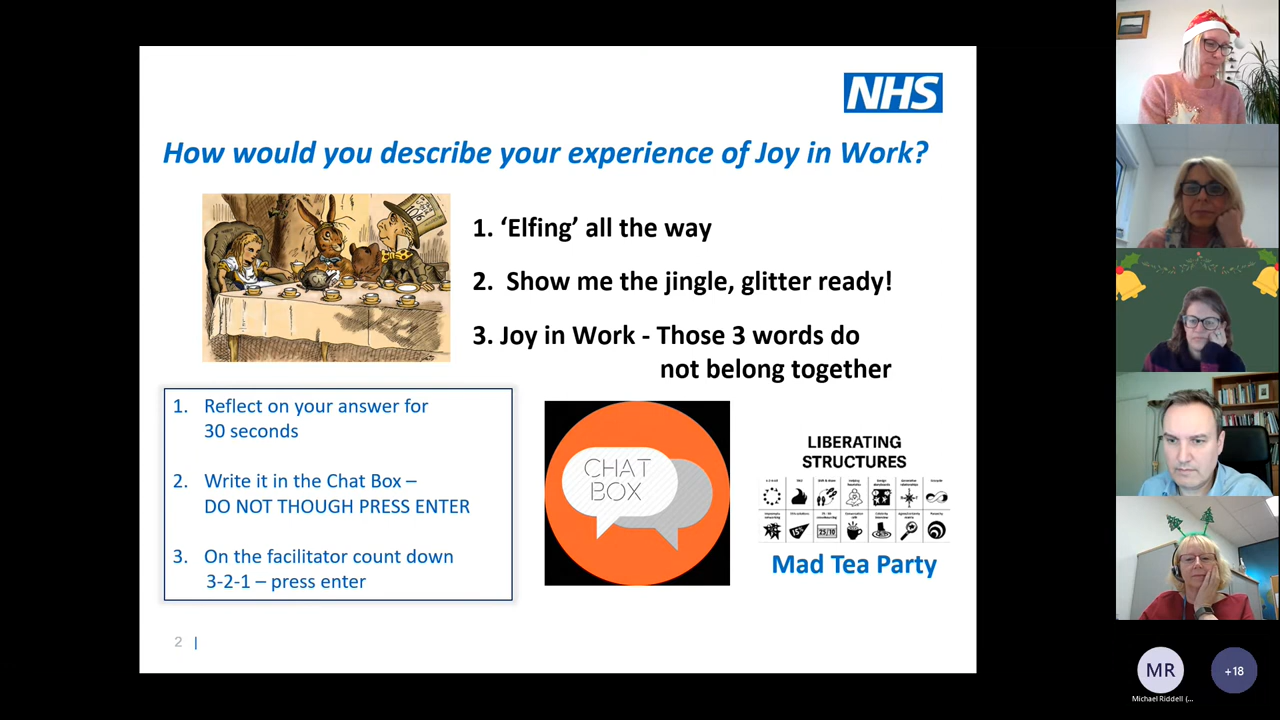 NHS
How would you describe your experience of Joy in Work?
1. ‘Elfing’ all the way
2. Show me the jingle, glitter ready!
3. Joy in Work - Those 3 words do
not belong together
1. Reflect on your answer for
30 seconds
2. Write it in the Chat Box –
DO NOT THOUGH PRESS ENTER
3. On the facilitator count down
3-2-1 – press enter
CHAT
BOX
LIBERATING
STRUCTURES
Mad Tea Party
2 |
MR
+18
Michael Riddell (...